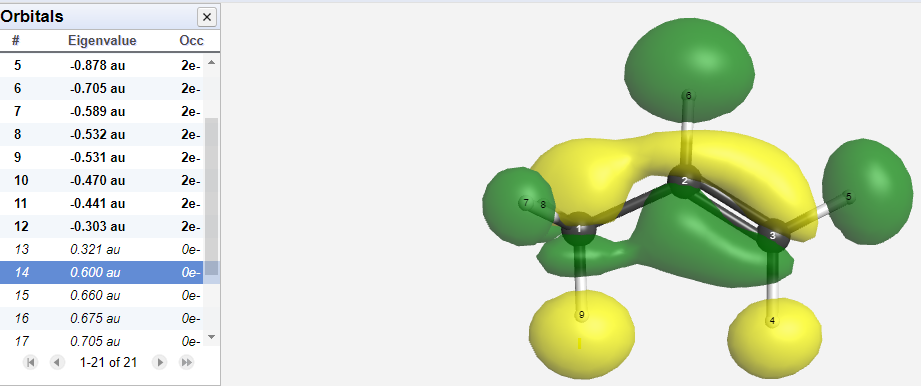 Orbitals
# Eigenvalue Occ
5 -0.878 au 2e-
6 -0.705 au 2e-
7 -0.589 au 2e-
8 -0.532 au 2e-
9 -0.531 au 2e-
10 -0.470 au 2e-
11 -0.441 au 2e-
12 -0.303 au 2e-
13 0.321 au 0e-
14 0.600 au 0e-
15 0.660 au 0e-
16 0.675 au 0e-
17 0.705 au 0e-
1-21 of 21
6
2
7 8
5
1
3
9
4